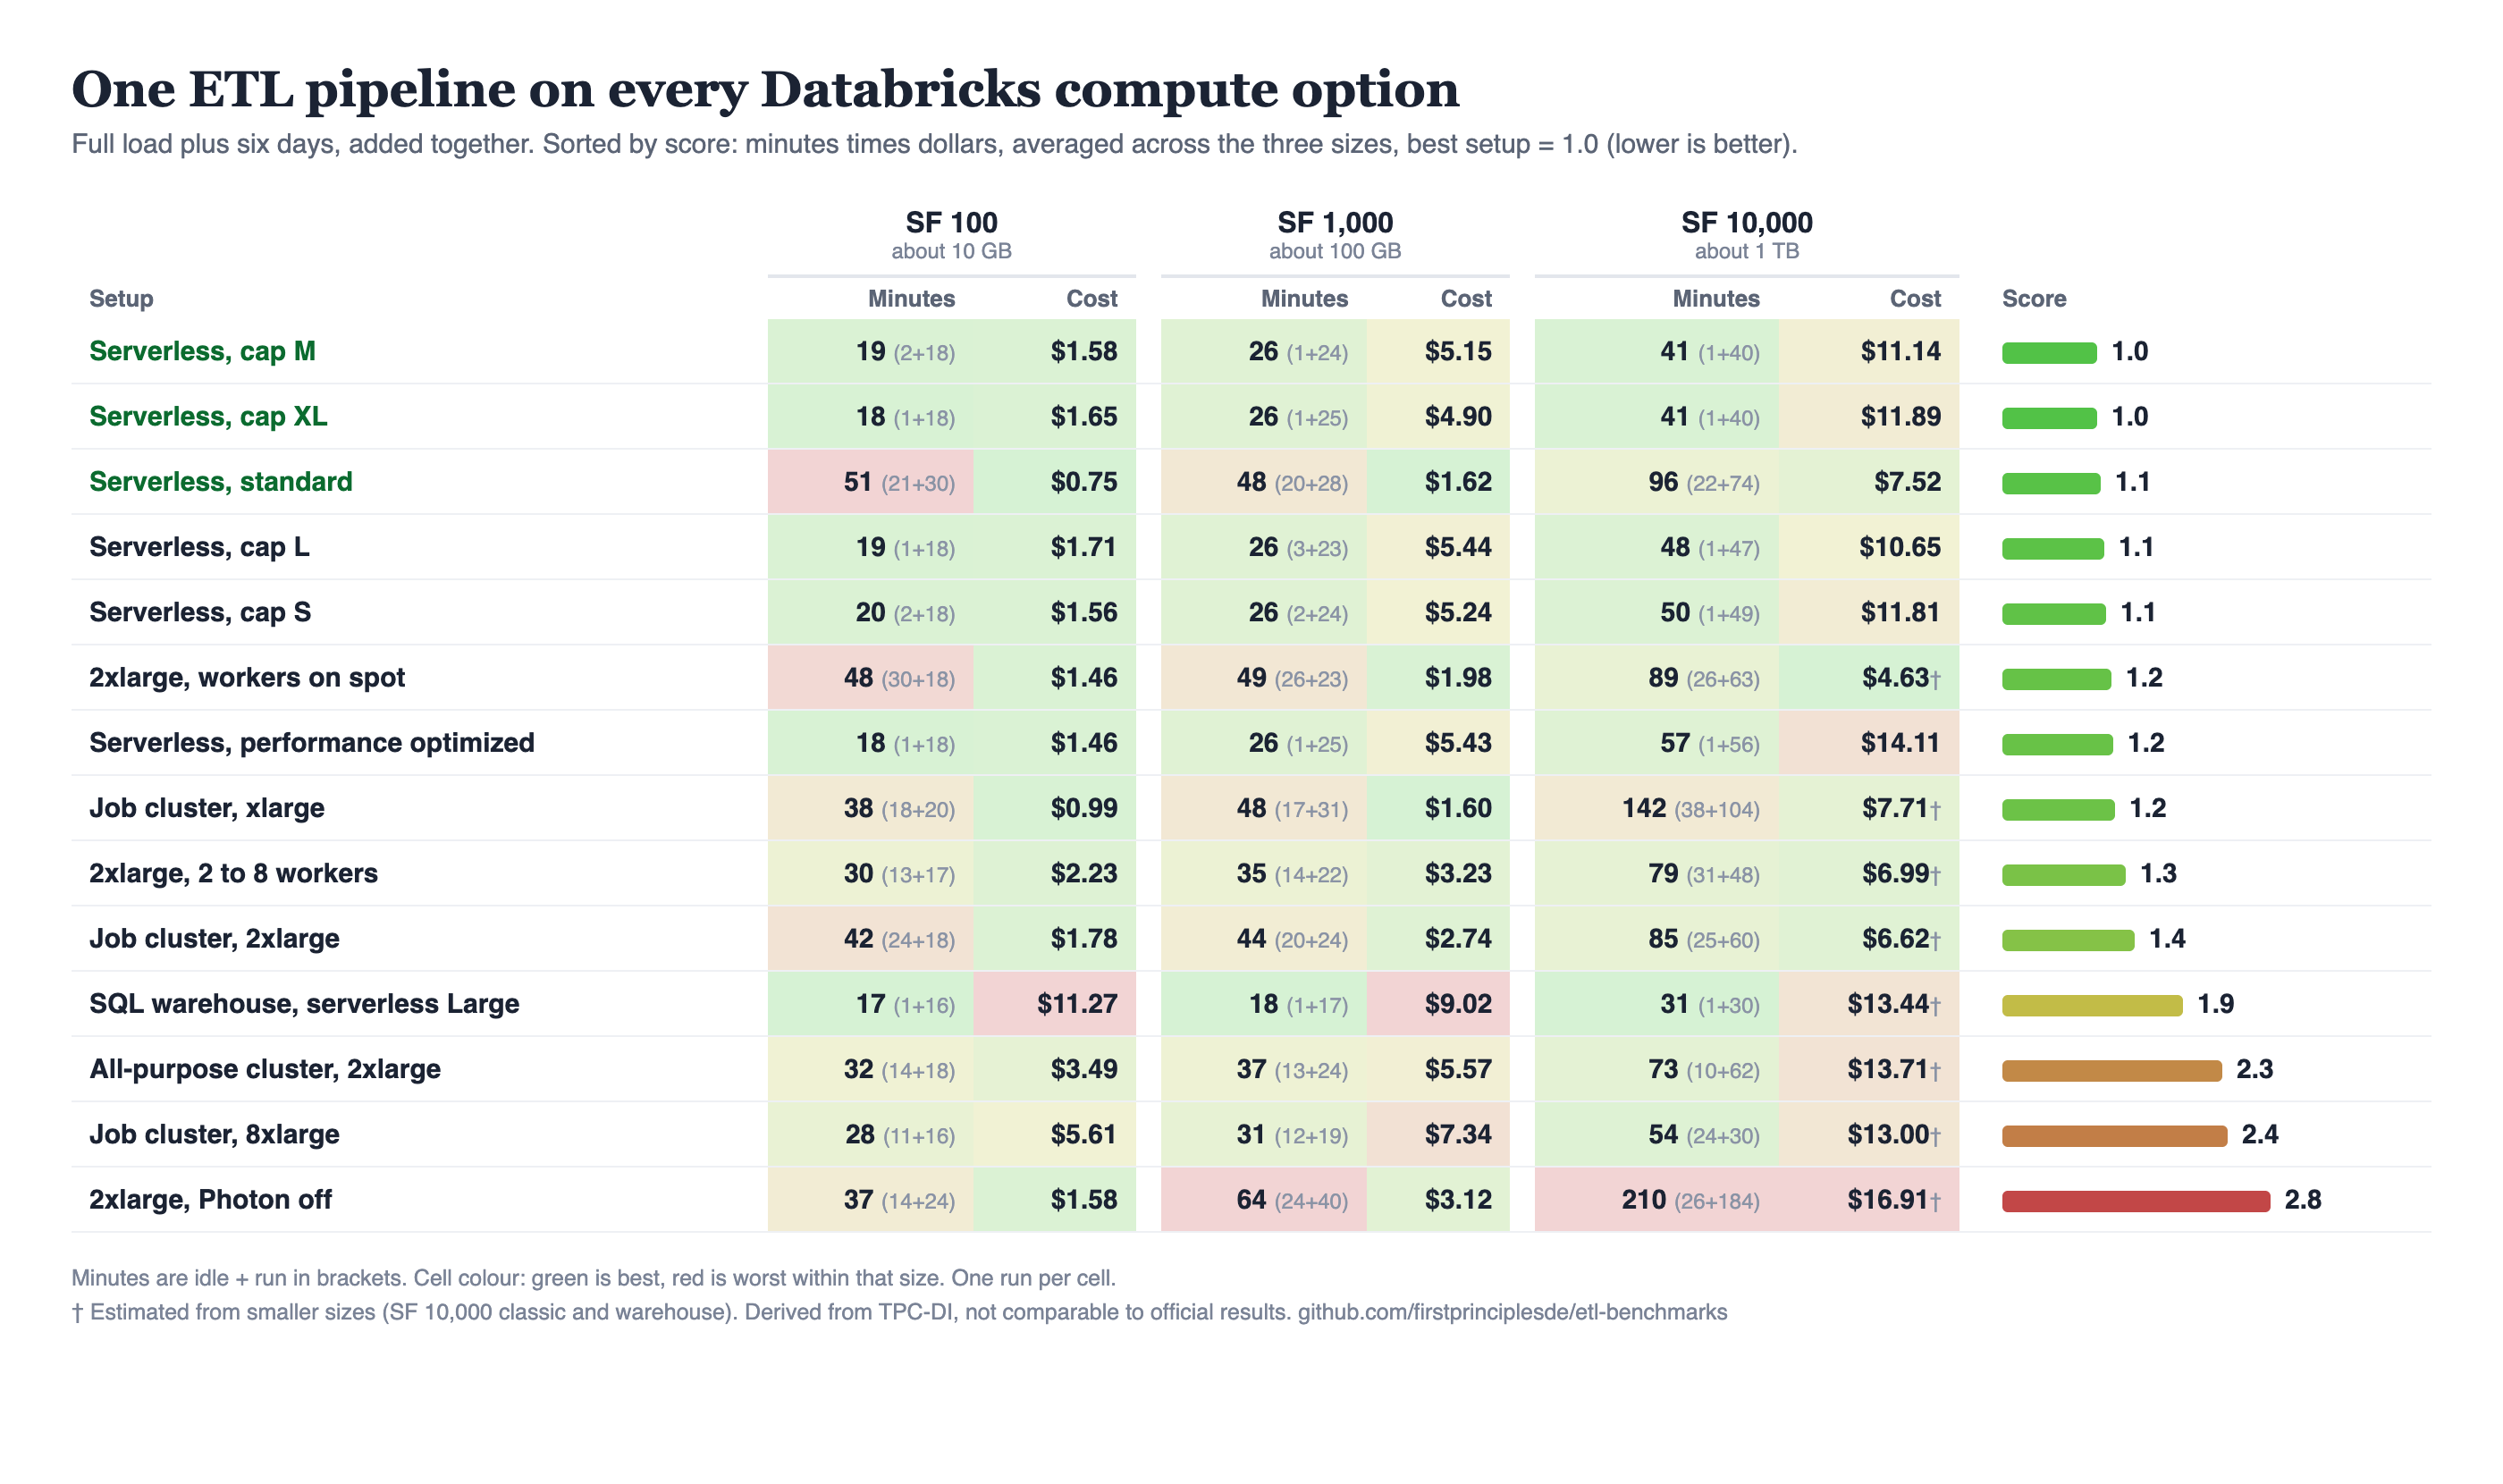 One ETL pipeline on every Databricks compute option
Full load plus six days, added together. Sorted by score: minutes times dollars, averaged across the three sizes, best setup = 1.0 (lower is better).
SF 100 SF 1,000 SF 10,000
about 10 GB about 100 GB about 1 TB
Setup Minutes Cost Minutes Cost Minutes Cost Score
Serverless, cap M 19 (2+18) $1.58 26 (1+24) $5.15 41 (1+40) $11.14 1.0
Serverless, cap XL 18 (1+18) $1.65 26 (1+25) $4.90 41 (1+40) $11.89 1.0
Serverless, standard 51 (21+30) $0.75 48 (20+28) $1.62 96 (22+74) $7.52 1.1
Serverless, cap L 19 (1+18) $1.71 26 (3+23) $5.44 48 (1+47) $10.65 1.1
Serverless, cap S 20 (2+18) $1.56 26 (2+24) $5.24 50 (1+49) $11.81 1.1
2xlarge, workers on spot 48 (30+18) $1.46 49 (26+23) $1.98 89 (26+63) $4.63† 1.2
Serverless, performance optimized 18 (1+18) $1.46 26 (1+25) $5.43 57 (1+56) $14.11 1.2
Job cluster, xlarge 38 (18+20) $0.99 48 (17+31) $1.60 142 (38+104) $7.71† 1.2
2xlarge, 2 to 8 workers 30 (13+17) $2.23 35 (14+22) $3.23 79 (31+48) $6.99† 1.3
Job cluster, 2xlarge 42 (24+18) $1.78 44 (20+24) $2.74 85 (25+60) $6.62† 1.4
SQL warehouse, serverless Large 17 (1+16) $11.27 18 (1+17) $9.02 31 (1+30) $13.44† 1.9
All-purpose cluster, 2xlarge 32 (14+18) $3.49 37 (13+24) $5.57 73 (10+62) $13.71† 2.3
Job cluster, 8xlarge 28 (11+16) $5.61 31 (12+19) $7.34 54 (24+30) $13.00† 2.4
2xlarge, Photon off 37 (14+24) $1.58 64 (24+40) $3.12 210 (26+184) $16.91† 2.8
Minutes are idle + run in brackets. Cell colour: green is best, red is worst within that size. One run per cell.
† Estimated from smaller sizes (SF 10,000 classic and warehouse). Derived from TPC-DI, not comparable to official results. github.com/firstprinciplesde/etl-benchmarks